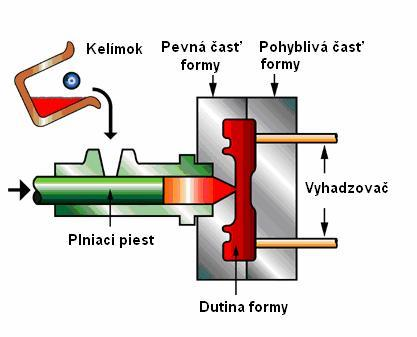 Kelímok
Pevná časť
formy
Pohyblivá časť
formy
Vyhadzovač
Plniaci piest
Dutina formy